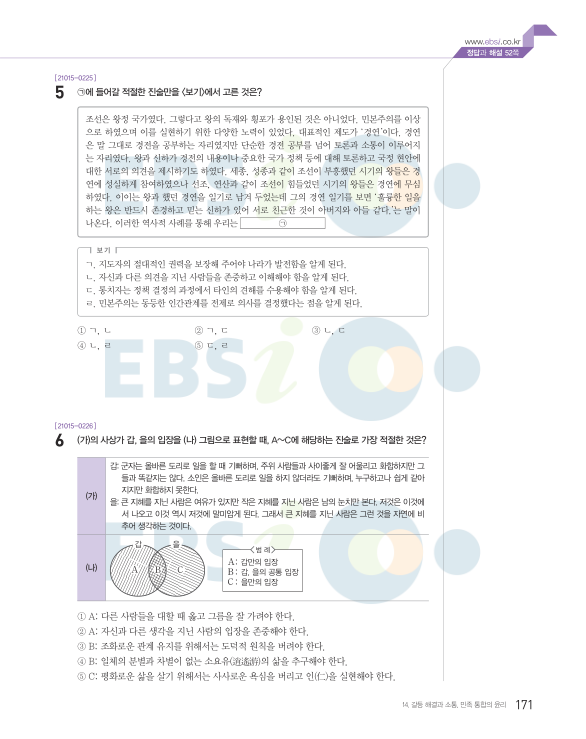 www.ebsi.co.kr
정답과 해설 52쪽
[21015-0225]
5 ㉠에 들어갈 적절한 진술만을 <보기>에서 고른 것은?
조선은 왕정 국가였다. 그렇다고 왕의 독재와 횡포가 용인된 것은 아니었다. 민본주의를 이상
으로 하였으며 이를 실현하기 위한 다양한 노력이 있었다. 대표적인 제도가 ‘경연’이다. 경연
은 말 그대로 경전을 공부하는 자리였지만 단순한 경전 공부를 넘어 토론과 소통이 이루어지
는 자리였다. 왕과 신하가 경전의 내용이나 중요한 국가 정책 등에 대해 토론하고 국정 현안에
대한 서로의 의견을 제시하기도 하였다. 세종, 성종과 같이 조선이 부흥했던 시기의 왕들은 경
연에 성실하게 참여하였으나 선조, 연산과 같이 조선이 힘들었던 시기의 왕들은 경연에 무심
하였다. 이이는 왕과 했던 경연을 일기로 남겨 두었는데 그의 경연 일기를 보면 ‘훌륭한 일을
하는 왕은 반드시 존경하고 믿는 신하가 있어 서로 친근한 것이 아버지와 아들 같다.’는 말이
나온다. 이러한 역사적 사례를 통해 우리는 ㉠
보기
ㄱ. 지도자의 절대적인 권력을 보장해 주어야 나라가 발전함을 알게 된다.
ㄴ. 자신과 다른 의견을 지닌 사람들을 존중하고 이해해야 함을 알게 된다.
ㄷ. 통치자는 정책 결정의 과정에서 타인의 견해를 수용해야 함을 알게 된다.
ㄹ. 민본주의는 동등한 인간관계를 전제로 의사를 결정했다는 점을 알게 된다.
① ㄱ, ㄴ ② ㄱ, ㄷ ③ ㄴ, ㄷ
④ ㄴ, ㄹ ⑤ ㄷ, ㄹ
EBSi
[21015-0226]
6 (가)의 사상가 갑, 을의 입장을 (나) 그림으로 표현할 때, A~C에 해당하는 진술로 가장 적절한 것은?
(가)
갑: 군자는 올바른 도리로 일을 할 때 기뻐하며, 주위 사람들과 사이좋게 잘 어울리고 화합하지만 그
들과 똑같지는 않다. 소인은 올바른 도리로 일을 하지 않더라도 기뻐하며, 누구하고나 쉽게 같아
지지만 화합하지 못한다.
을: 큰 지혜를 지닌 사람은 여유가 있지만 작은 지혜를 지닌 사람은 남의 눈치만 본다. 저것은 이것에
서 나오고 이것 역시 저것에 말미암게 된다. 그래서 큰 지혜를 지닌 사람은 그런 것을 자연에 비
추어 생각하는 것이다.
(나)
갑 을
A B C
<범 례>
A: 갑만의 입장
B: 갑, 을의 공통 입장
C: 을만의 입장
① A: 다른 사람들을 대할 때 옳고 그름을 잘 가려야 한다.
② A: 자신과 다른 생각을 지닌 사람의 입장을 존중해야 한다.
③ B: 조화로운 관계 유지를 위해서는 도덕적 원칙을 버려야 한다.
④ B: 일체의 분별과 차별이 없는 소요유(逍遙遊)의 삶을 추구해야 한다.
⑤ C: 평화로운 삶을 살기 위해서는 사사로운 욕심을 버리고 인(仁)을 실현해야 한다.
14. 갈등 해결과 소통, 민족 통합의 윤리 171